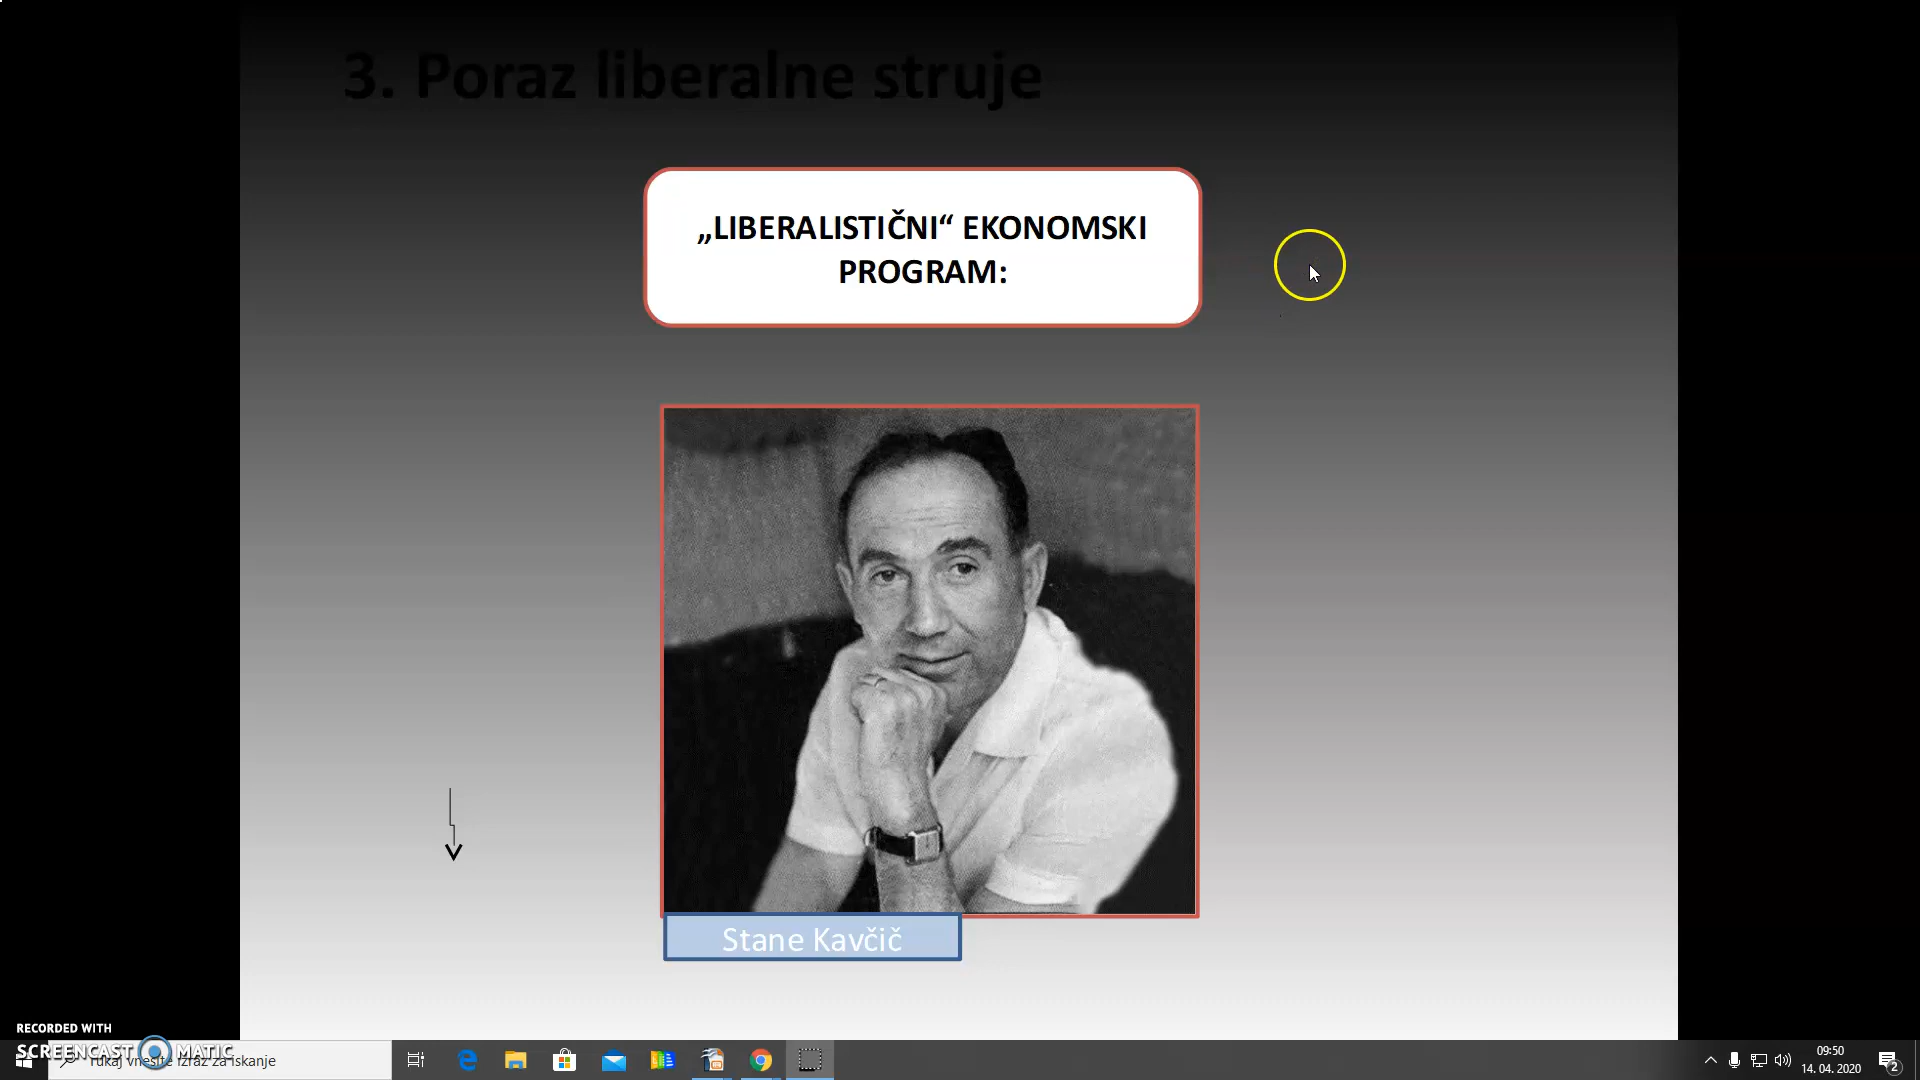 3. Poraz liberalne struje
„LIBERALISTIČNI“ EKONOMSKI
PROGRAM:
Stane Kavčič
RECORDED WITH
SCREENCAST MATIC
Tukaj vnesite izraz za iskanje
09:50
14. 04. 2020
2